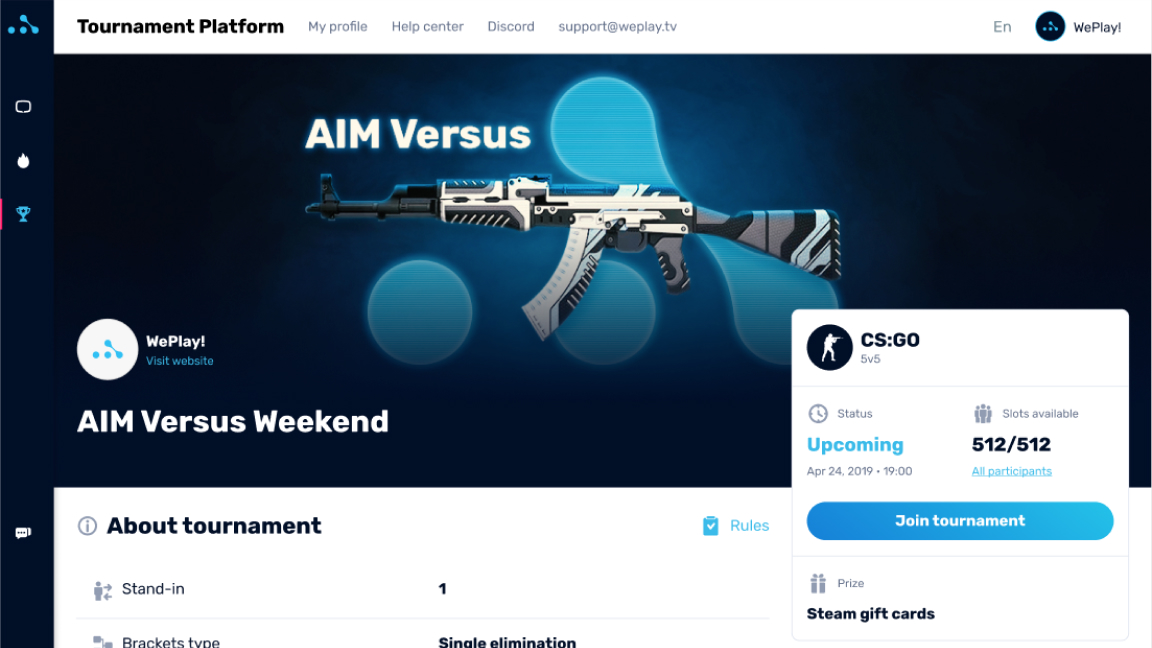 Tournament Platform
My profile
Help center
Discord
support@weplay.tv
En
WePlay!
AIM Versus
WePlay!
Visit website
AIM Versus Weekend
CS:GO
5v5
Status
Upcoming
Apr 24, 2019 • 19:00
Slots available
512/512
All participants
Join tournament
Prize
Steam gift cards
About tournament
Rules
Stand-in
1
Brackets type
Single elimination